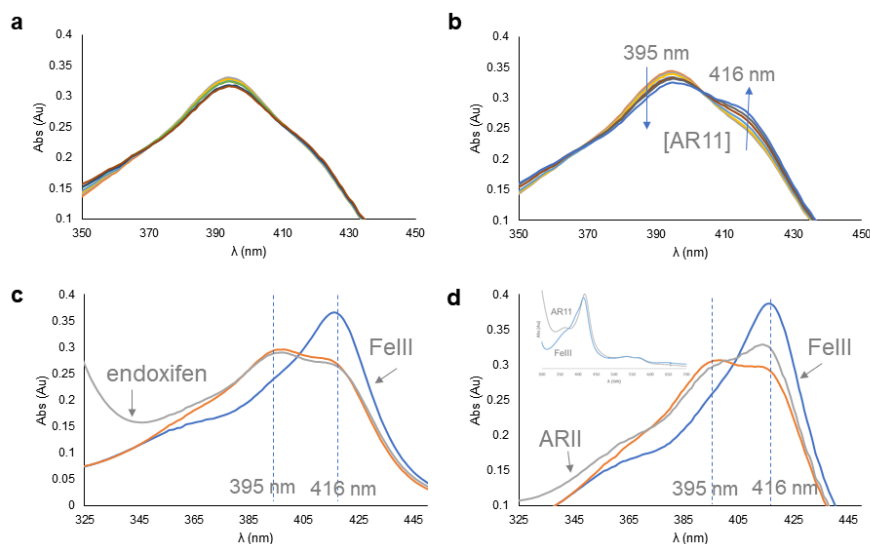 a
0.4
0.35
0.3
0.25
0.2
0.15
0.1
Abs (Au)
350 370 390 410 430 450
λ (nm)
b
0.4
0.35
0.3
0.25
0.2
0.15
0.1
Abs (Au)
395 nm
416 nm
[AR11]
350 370 390 410 430 450
λ (nm)
c
0.4
0.35
0.3
0.25
0.2
0.15
0.1
0.05
0
Abs (Au)
endoxifen
FeIII
395 nm
416 nm
325 345 365 385 405 425 445
λ (nm)
d
0.4
0.35
0.3
0.25
0.2
0.15
0.1
Abs (Au)
AR11
FeIII
ARII
FeIII
395 nm
416 nm
325 345 365 385 405 425 445
λ (nm)